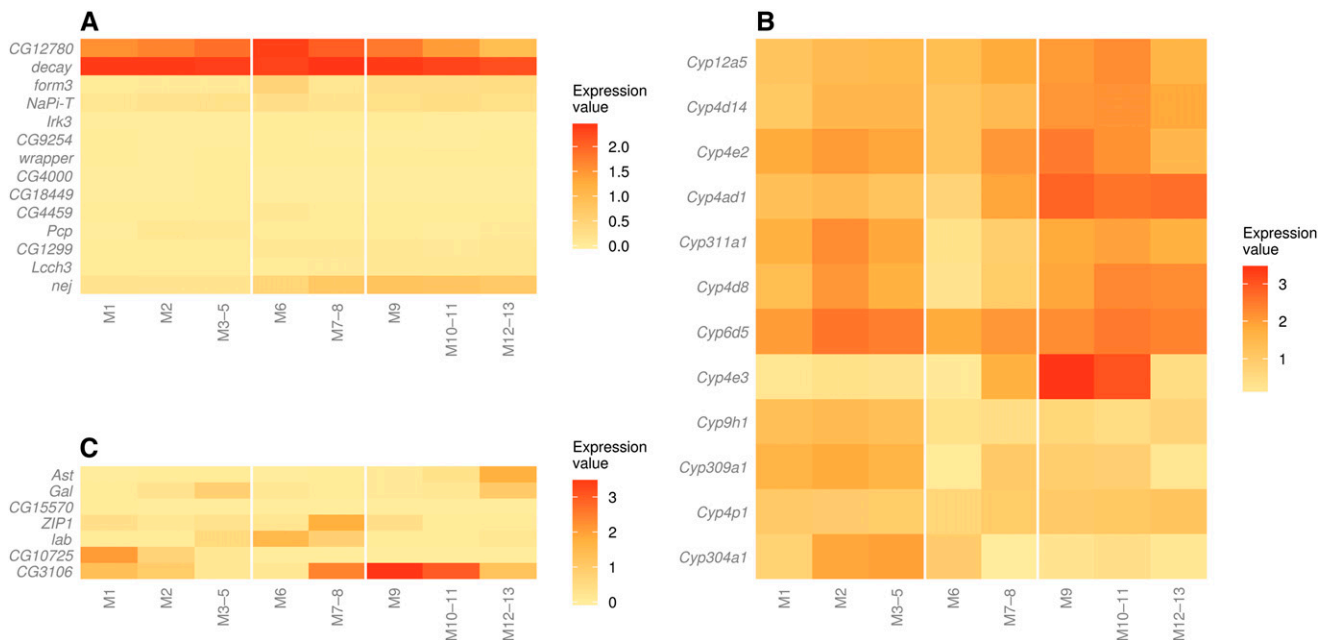 A
CG12780
decay
form3
NaPi-T
Irk3
CG9254
wrapper
CG4000
CG18449
CG4459
Pcp
CG1299
Lcch3
nej
M1
M2
M3–5
M6
M7–8
M9
M10–11
M12–13
Expression
value
2.0
1.5
1.0
0.5
0.0
B
Cyp12a5
Cyp4d14
Cyp4e2
Cyp4ad1
Cyp311a1
Cyp4d8
Cyp6d5
Cyp4e3
Cyp9h1
Cyp309a1
Cyp4p1
Cyp304a1
M1
M2
M3–5
M6
M7–8
M9
M10–11
M12–13
Expression
value
3
2
1
C
Ast
Gal
CG15570
ZIP1
lab
CG10725
CG3106
M1
M2
M3–5
M6
M7–8
M9
M10–11
M12–13
Expression
value
3
2
1
0